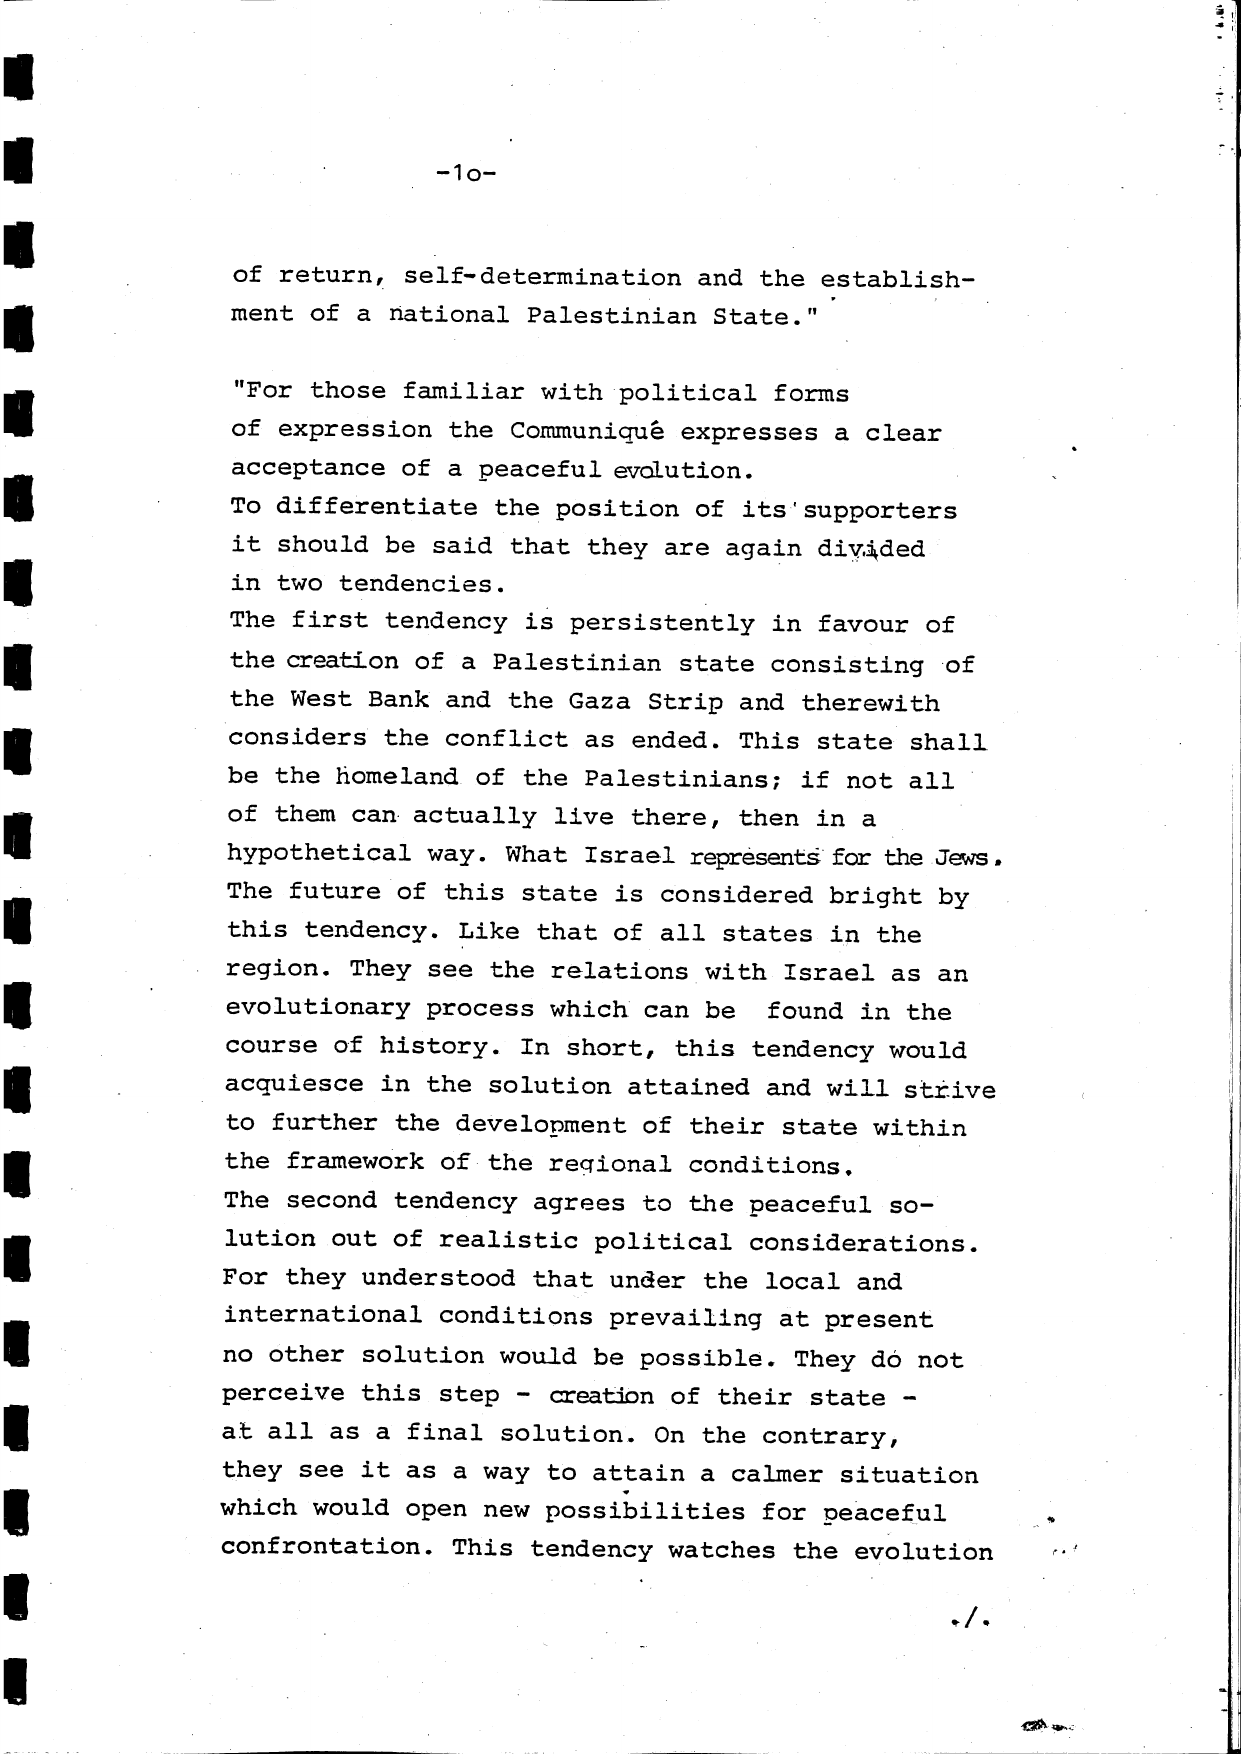 -1o-
of return, self-determination and the establish-
ment of a national Palestinian State."
"For those familiar with political forms
of expression the Communiqué expresses a clear
acceptance of a peaceful evolution.
To differentiate the position of its'supporters
it should be said that they are again divided
in two tendencies.
The first tendency is persistently in favour of
the creation of a Palestinian state consisting of
the West Bank and the Gaza Strip and therewith
considers the conflict as ended. This state shall
be the homeland of the Palestinians; if not all
of them can actually live there, then in a
hypothetical way. What Israel represents for the Jews.
The future of this state is considered bright by
this tendency. Like that of all states in the
region. They see the relations with Israel as an
evolutionary process which can be found in the
course of history. In short, this tendency would
acquiesce in the solution attained and will strive
to further the development of their state within
the framework of the regional conditions.
The second tendency agrees to the peaceful so-
lution out of realistic political considerations.
For they understood that under the local and
international conditions prevailing at present
no other solution would be possible. They do not
perceive this step - creation of their state -
at all as a final solution. On the contrary,
they see it as a way to attain a calmer situation
which would open new possibilities for peaceful
confrontation. This tendency watches the evolution
./.